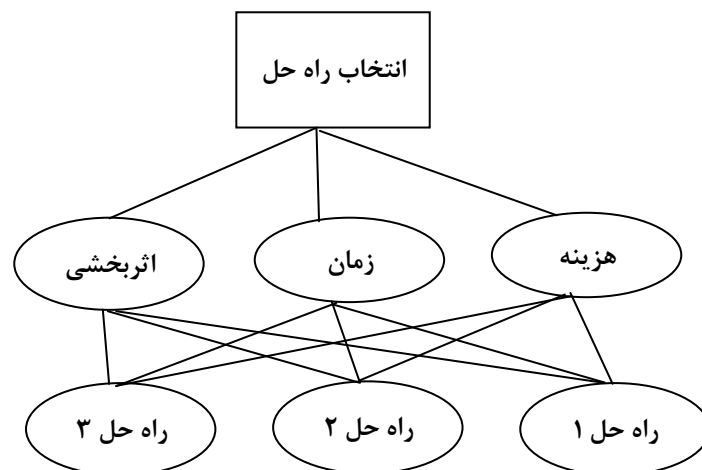 انتخاب راه حل
هزینه
زمان
اثربخشی
راه حل ۱
راه حل ۲
راه حل ۳